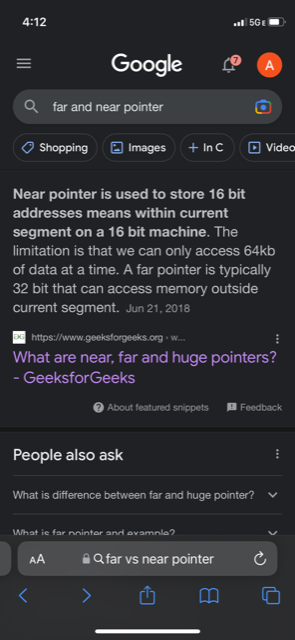 4:12
5GE
Google
7
A
far and near pointer
Shopping
Images
+ In C
Video
Near pointer is used to store 16 bit
addresses means within current
segment on a 16 bit machine. The
limitation is that we can only access 64kb
of data at a time. A far pointer is typically
32 bit that can access memory outside
current segment. Jun 21, 2018
https://www.geeksforgeeks.org › w...
What are near, far and huge pointers?
- GeeksforGeeks
About featured snippets
Feedback
People also ask
What is difference between far and huge pointer?
What is far pointer and example?
AA
far vs near pointer